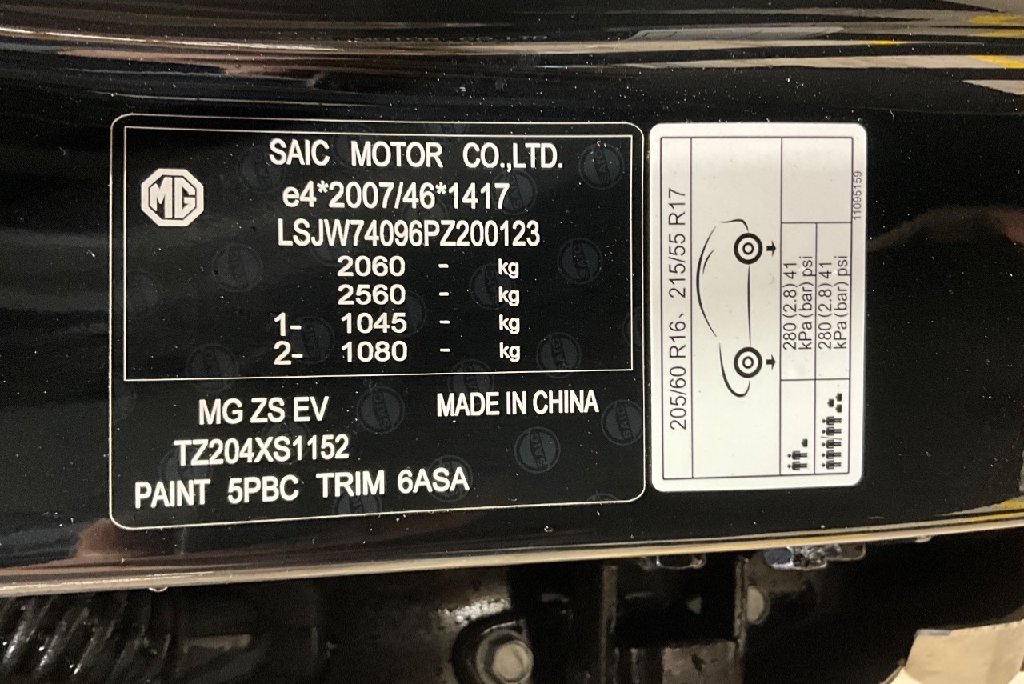 SAIC MOTOR CO.,LTD.
MG
e4*2007/46*1417
LSJW74096PZ200123
2060 - kg
2560 - kg
1- 1045 - kg
2- 1080 - kg
MG ZS EV
MADE IN CHINA
TZ204XS1152
PAINT 5PBC TRIM 6ASA
205/60 R16、215/55 R17
280 (2.8) 41
kPa (bar) psi
280 (2.8) 41
kPa (bar) psi
11095159